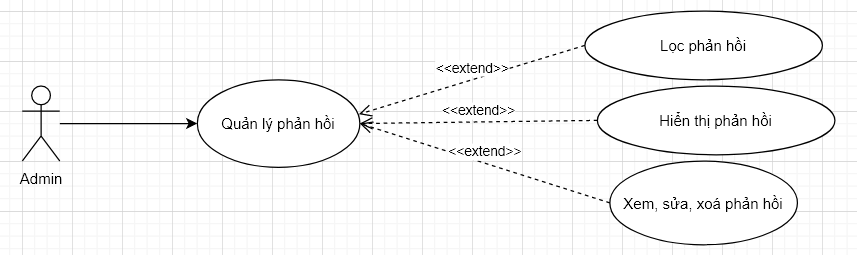 Lọc phản hồi
<<extend>>
Quản lý phản hồi
<<extend>>
Hiển thị phản hồi
<<extend>>
Admin
Xem, sửa, xoá phản hồi